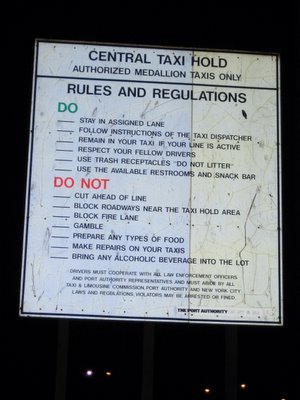 CENTRAL TAXI HOLD
AUTHORIZED MEDALLION TAXIS ONLY
RULES AND REGULATIONS
DO
STAY IN ASSIGNED LANE
FOLLOW INSTRUCTIONS OF THE TAXI DISPATCHER
REMAIN IN YOUR TAXI IF YOUR LINE IS ACTIVE
RESPECT YOUR FELLOW DRIVERS
USE TRASH RECEPTACLES "DO NOT LITTER"
USE THE AVAILABLE RESTROOMS AND SNACK BAR
DO NOT
CUT AHEAD OF LINE
BLOCK ROADWAYS NEAR THE TAXI HOLD AREA
BLOCK FIRE LANE
GAMBLE
PREPARE ANY TYPES OF FOOD
MAKE REPAIRS ON YOUR TAXIS
BRING ANY ALCOHOLIC BEVERAGE INTO THE LOT
DRIVERS MUST COOPERATE WITH ALL LAW ENFORCEMENT OFFICERS
AND PORT AUTHORITY REPRESENTATIVES AND MUST ABIDE BY ALL
TAXI & LIMOUSINE COMMISSION, PORT AUTHORITY AND NEW YORK CITY
LAWS AND REGULATIONS. VIOLATORS MAY BE ARRESTED OR FINED.
THE PORT AUTHORITY